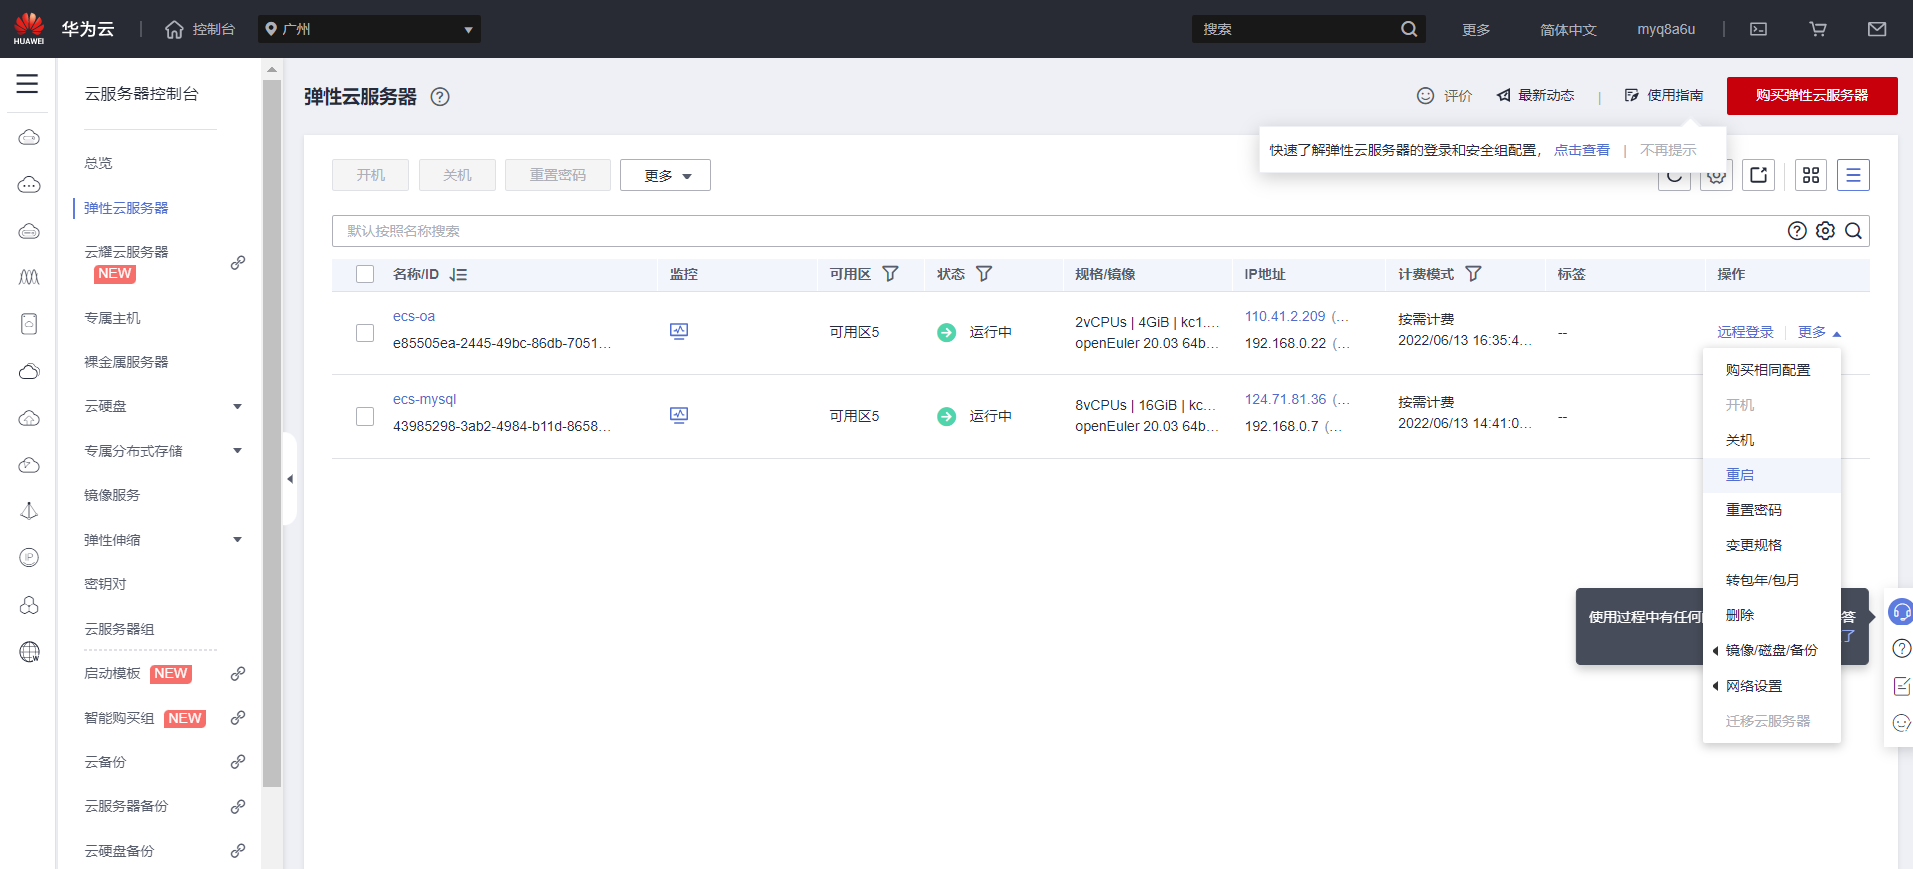 HUAWEI
华为云
控制台
广州
搜索
更多
简体中文
myq8a6u
云服务器控制台
总览
弹性云服务器
云耀云服务器
NEW
专属主机
裸金属服务器
云硬盘
专属分布式存储
镜像服务
弹性伸缩
密钥对
云服务器组
启动模板 NEW
智能购买组 NEW
云备份
云服务器备份
云硬盘备份
弹性云服务器
评价
最新动态
使用指南
购买弹性云服务器
快速了解弹性云服务器的登录和安全组配置， 点击查看 | 不再提示
开机
关机
重置密码
更多
默认按照名称搜索
名称/ID 监控 可用区 状态 规格/镜像 IP地址 计费模式 标签 操作
ecs-oa
e85505ea-2445-49bc-86db-7051...
可用区5
运行中
2vCPUs | 4GiB | kc1....
openEuler 20.03 64b...
110.41.2.209 (...
192.168.0.22 (...
按需计费
2022/06/13 16:35:4...
--
远程登录
更多
ecs-mysql
43985298-3ab2-4984-b11d-8658...
可用区5
运行中
8vCPUs | 16GiB | kc...
openEuler 20.03 64b...
124.71.81.36 (...
192.168.0.7 (...
按需计费
2022/06/13 14:41:0...
--
购买相同配置
开机
关机
重启
重置密码
变更规格
转包年/包月
删除
镜像/磁盘/备份
网络设置
迁移云服务器
使用过程中有任何
答
了